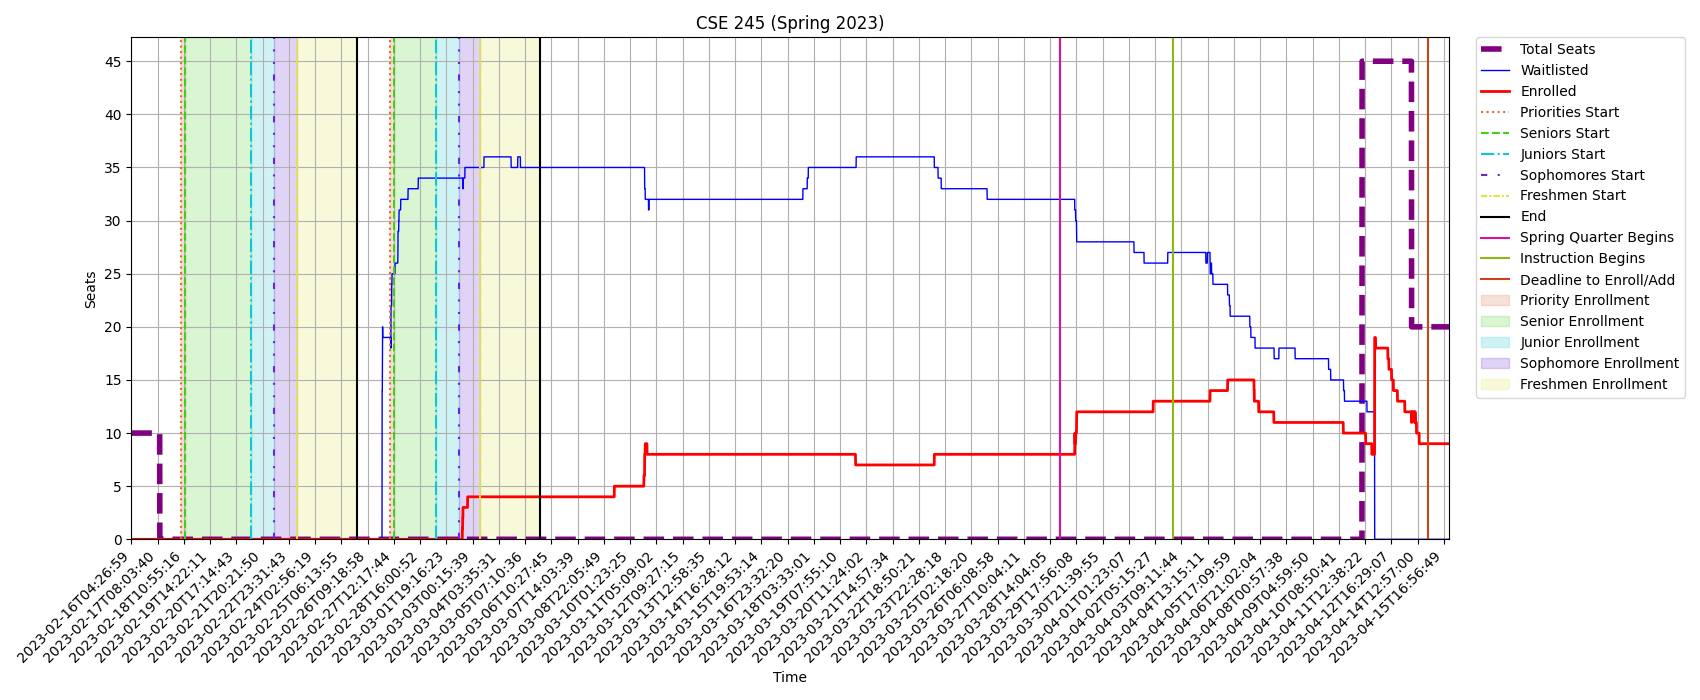 CSE 245 (Spring 2023)
Seats
45
40
35
30
25
20
15
10
5
0
2023-02-16T04:26:59
2023-02-17T08:03:40
2023-02-18T10:55:16
2023-02-19T14:22:11
2023-02-20T17:14:43
2023-02-21T20:21:50
2023-02-22T23:31:43
2023-02-24T02:56:19
2023-02-25T06:13:55
2023-02-26T09:18:58
2023-02-27T12:17:44
2023-02-28T16:00:52
2023-03-01T19:16:23
2023-03-03T00:15:39
2023-03-04T03:35:31
2023-03-05T07:10:36
2023-03-06T10:27:45
2023-03-07T14:03:39
2023-03-08T22:05:49
2023-03-10T01:23:25
2023-03-11T05:09:02
2023-03-12T09:27:15
2023-03-13T12:58:35
2023-03-14T16:28:12
2023-03-15T19:53:14
2023-03-16T23:32:20
2023-03-18T03:33:01
2023-03-19T07:55:10
2023-03-20T11:24:02
2023-03-21T14:57:34
2023-03-22T18:50:21
2023-03-23T22:28:18
2023-03-25T02:18:20
2023-03-26T06:08:58
2023-03-27T10:04:11
2023-03-28T14:04:05
2023-03-29T17:56:08
2023-03-30T21:39:55
2023-04-01T01:23:07
2023-04-02T05:15:27
2023-04-03T09:11:44
2023-04-04T13:15:11
2023-04-05T17:09:59
2023-04-06T21:02:04
2023-04-08T00:57:38
2023-04-09T04:59:50
2023-04-10T08:50:41
2023-04-11T12:38:22
2023-04-12T16:29:07
2023-04-14T12:57:00
2023-04-15T16:56:49
Time
Total Seats
Waitlisted
Enrolled
Priorities Start
Seniors Start
Juniors Start
Sophomores Start
Freshmen Start
End
Spring Quarter Begins
Instruction Begins
Deadline to Enroll/Add
Priority Enrollment
Senior Enrollment
Junior Enrollment
Sophomore Enrollment
Freshmen Enrollment